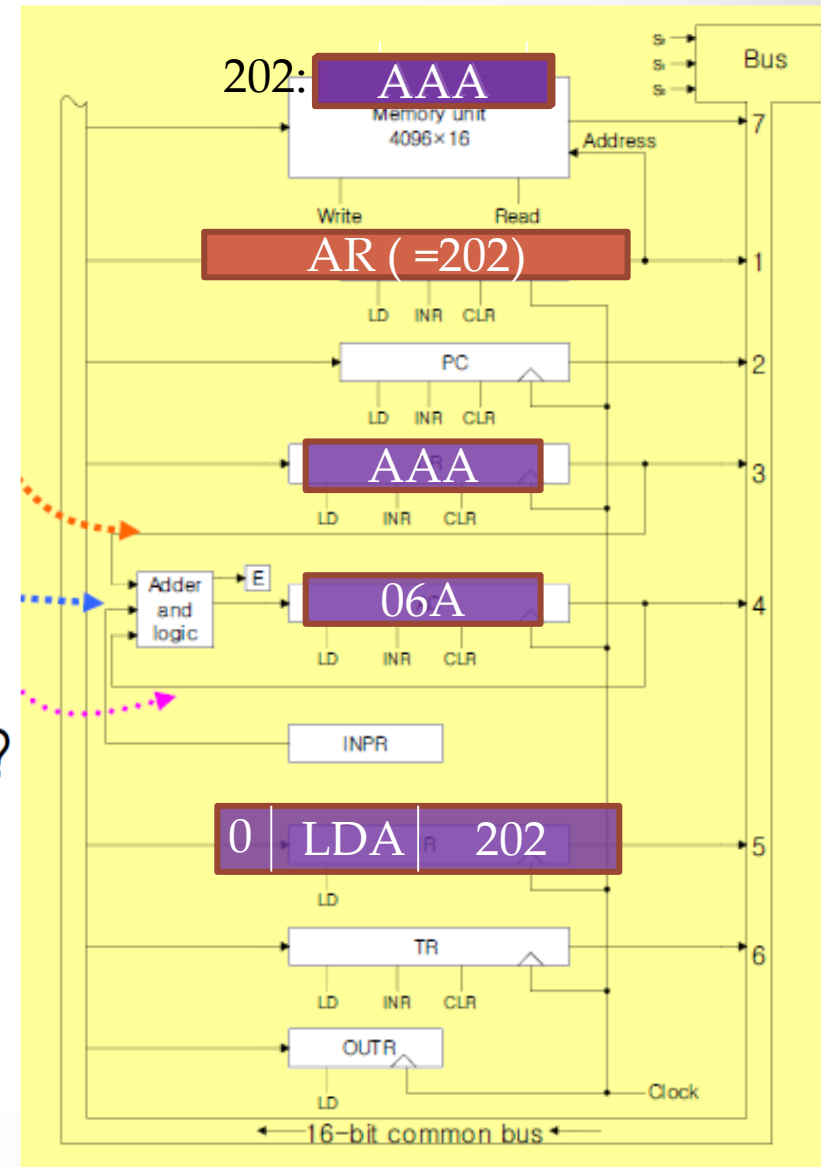 202: AAA
Memory unit
4096×16
Bus
7
Address
Write Read
AR ( =202)
1
LD INR CLR
PC
2
LD INR CLR
AAA
3
LD INR CLR
Adder
and
logic
E
06A
4
LD INR CLR
?
INPR
0 LDA 202
5
LD
TR
6
LD INR CLR
OUTR
LD
Clock
16-bit common bus